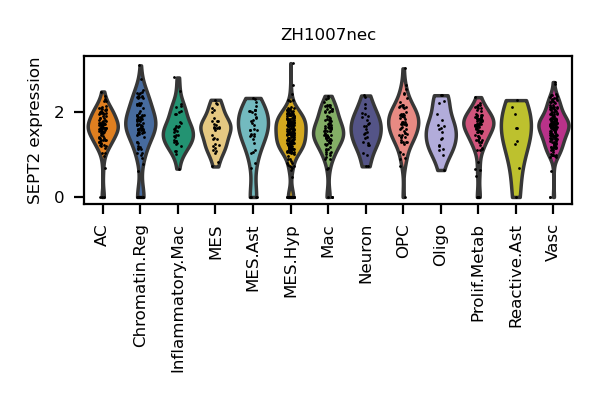 ZH1007nec
SEPT2 expression
2
0
AC
Chromatin.Reg
Inflammatory.Mac
MES
MES.Ast
MES.Hyp
Mac
Neuron
OPC
Oligo
Prolif.Metab
Reactive.Ast
Vasc